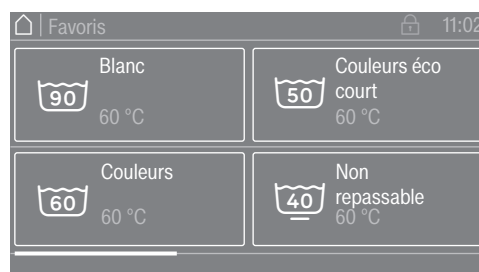 Favoris
11:02
Blanc
90
60 °C
Couleurs éco
court
50
60 °C
Couleurs
60
60 °C
Non
repassable
40
60 °C